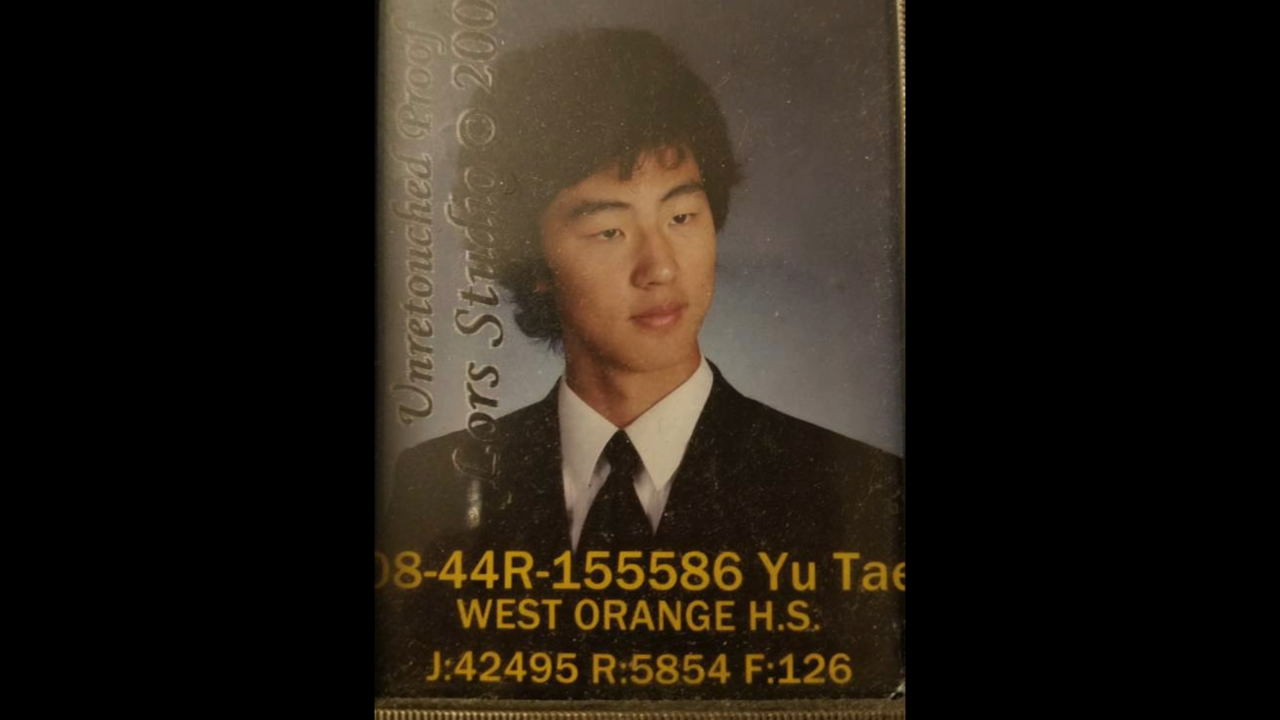 Unretouched Proof
Lors Studio © 200
08-44R-155586 Yu Tae
WEST ORANGE H.S.
J:42495 R:5854 F:126